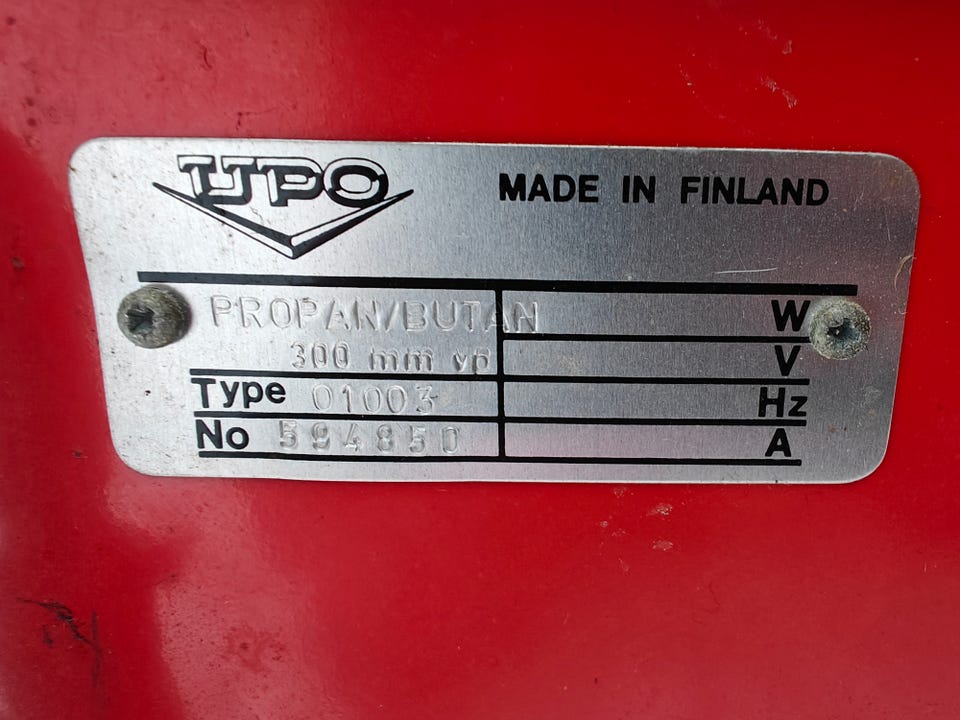 UPO
MADE IN FINLAND
PROPAN/BUTAN W
300 mm vp V
Type 01003 Hz
No 594850 A